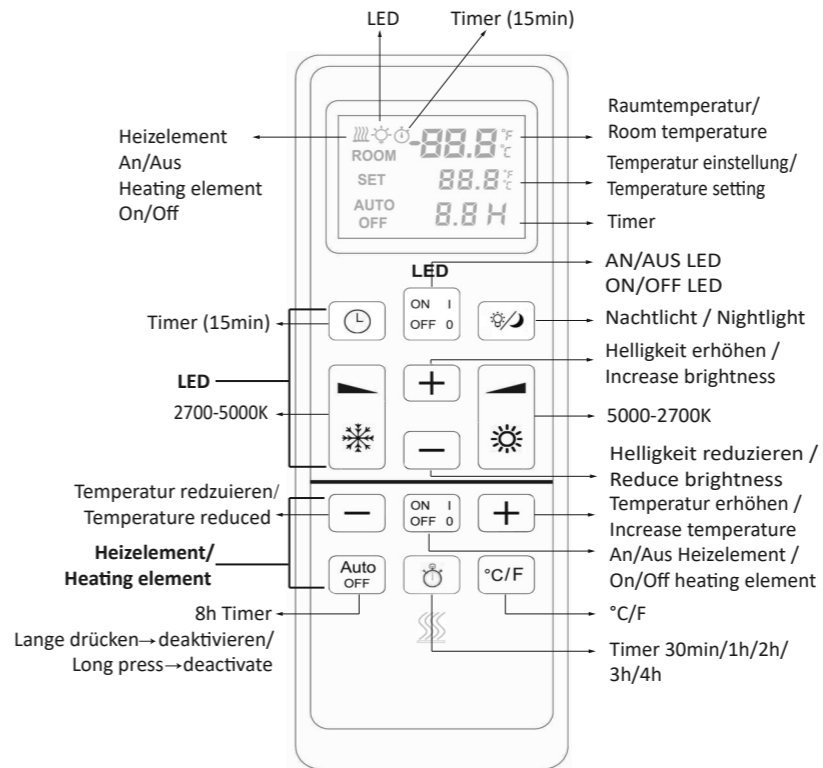 LED
Timer (15min)
Heizelement
An/Aus
Heating element
On/Off
-88.8 °F
°C
ROOM
SET
88.8 °F
°C
AUTO
OFF
8.8 H
Raumtemperatur/
Room temperature
Temperatur einstellung/
Temperature setting
Timer
LED
AN/AUS LED
ON/OFF LED
ON I
OFF 0
Timer (15min)
Nachtlicht / Nightlight
LED
Helligkeit erhöhen /
Increase brightness
+
2700-5000K
5000-2700K
−
Helligkeit reduzieren /
Reduce brightness
Temperatur redzuieren/
Temperature reduced
−
ON I
OFF 0
+
Temperatur erhöhen /
Increase temperature
Heizelement/
Heating element
An/Aus Heizelement /
On/Off heating element
Auto
OFF
°C/F
8h Timer
Lange drücken→deaktivieren/
Long press→deactivate
°C/F
Timer 30min/1h/2h/
3h/4h